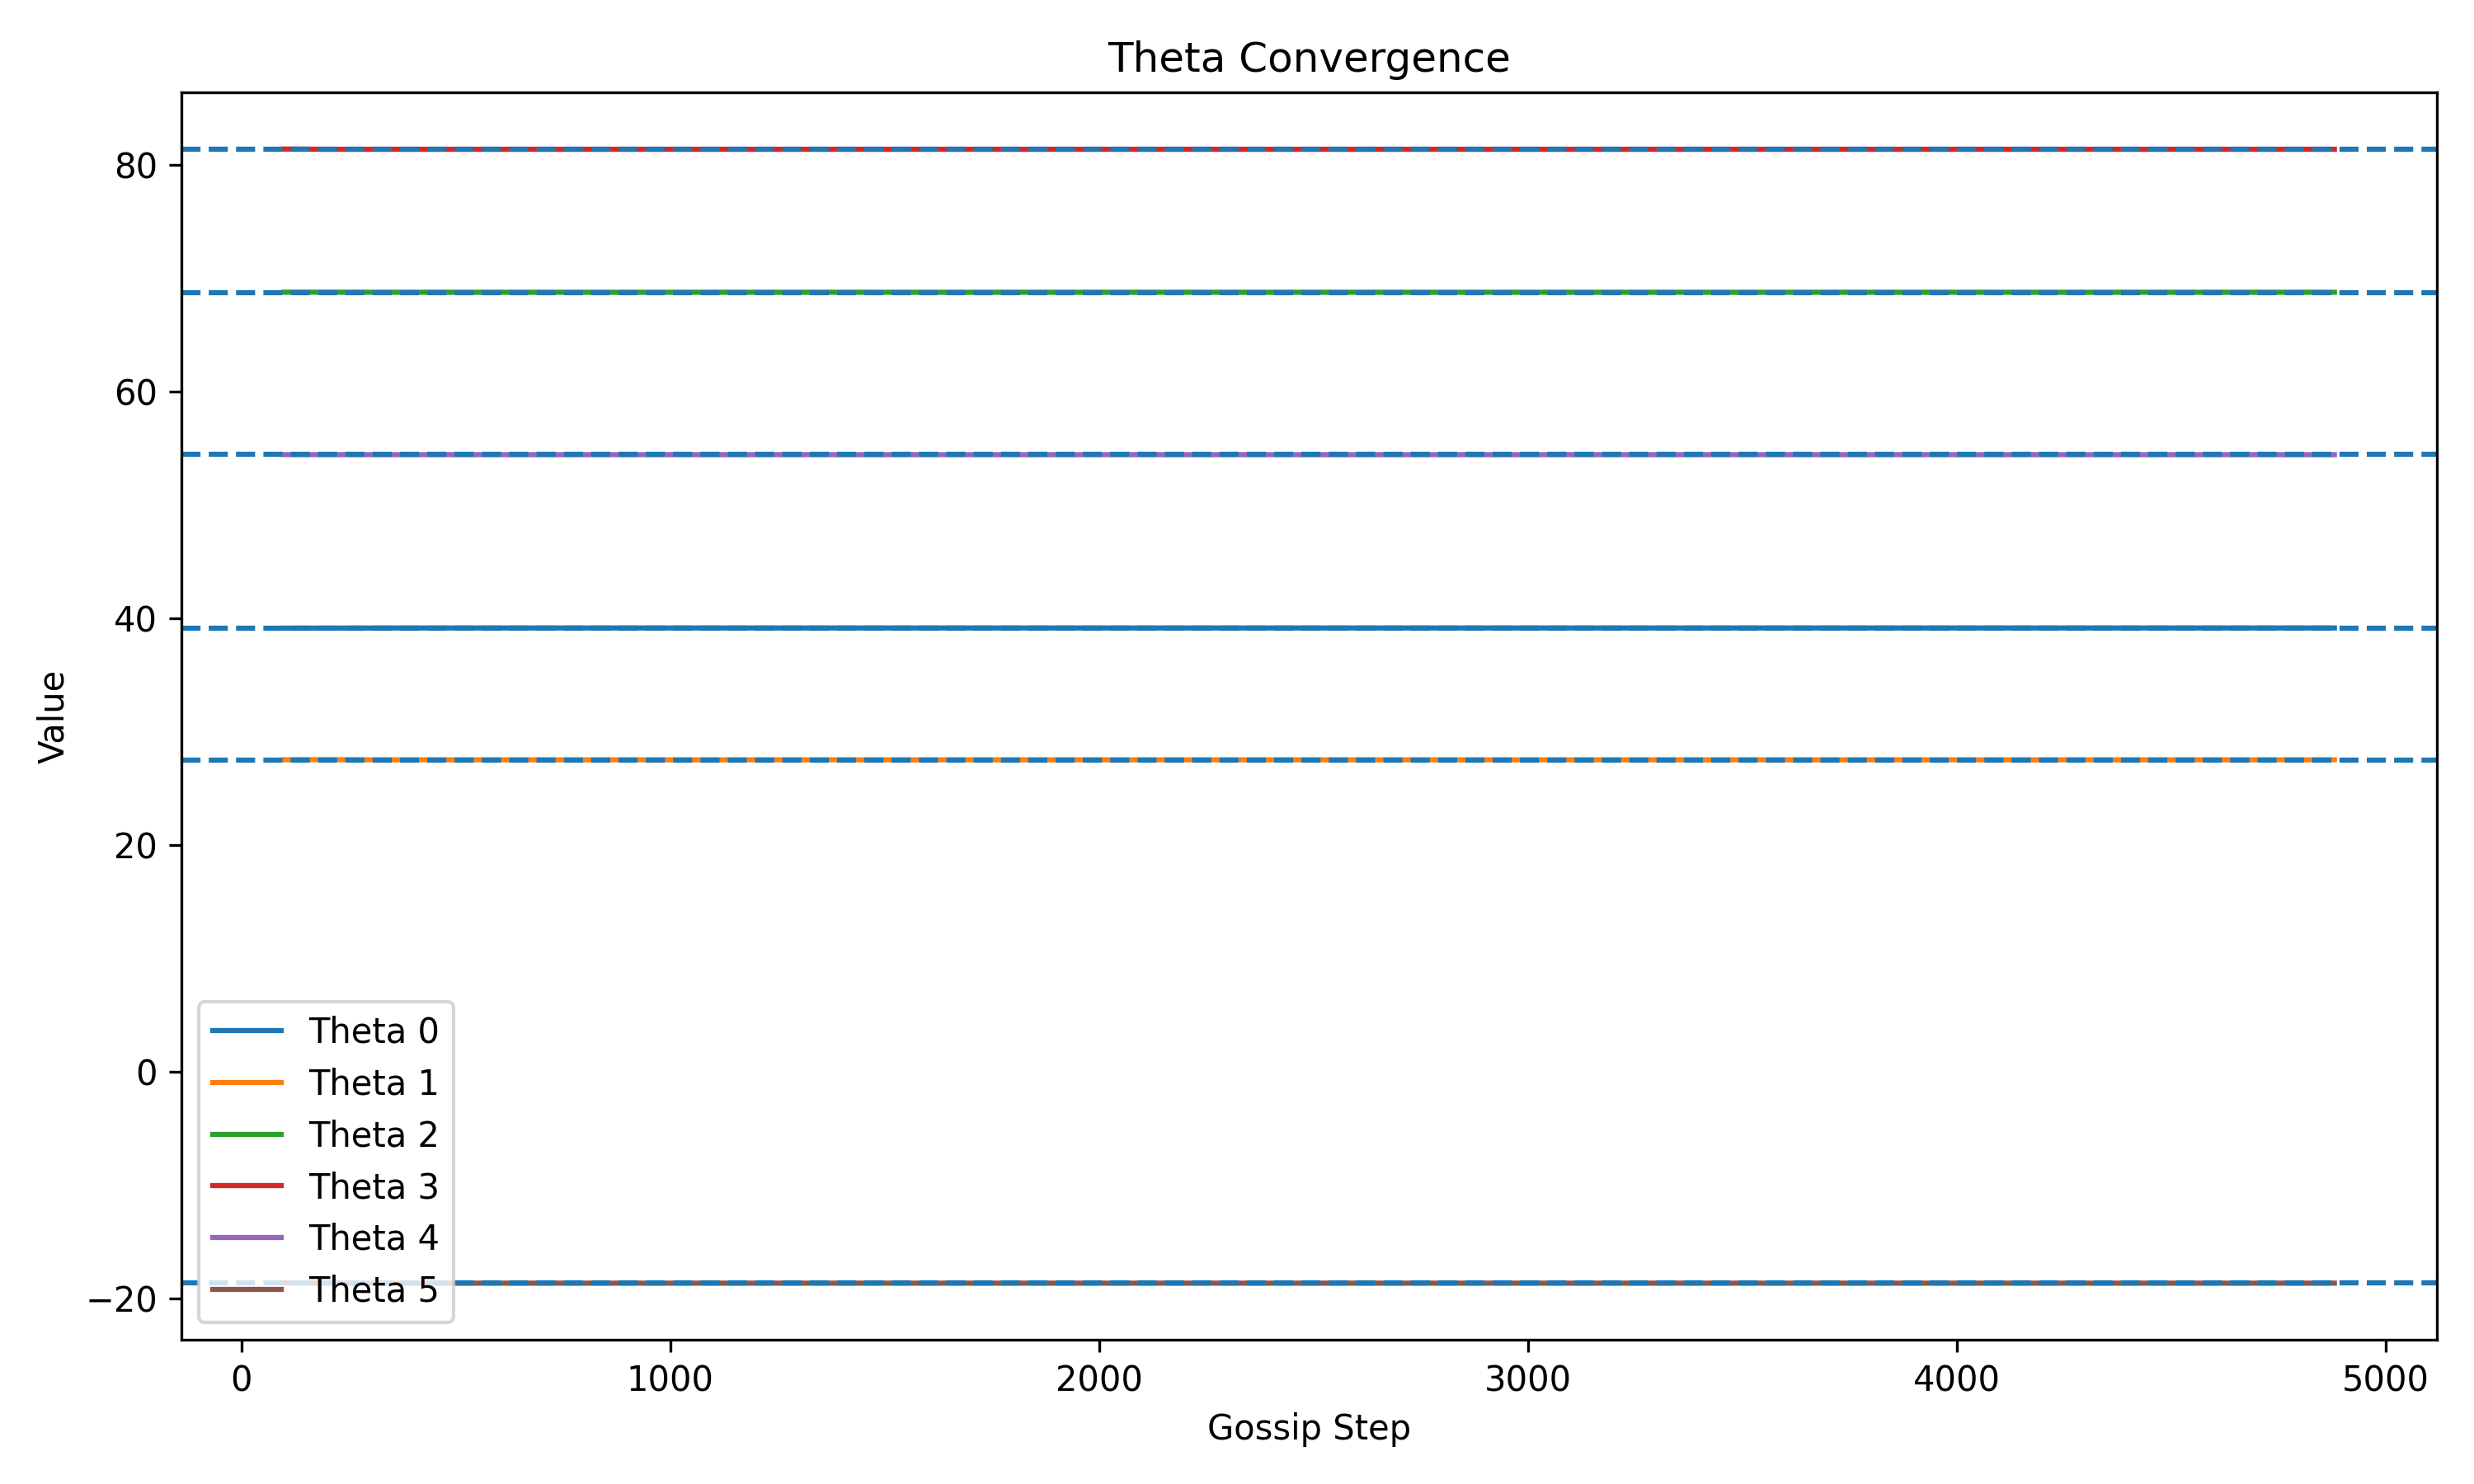 Theta Convergence
80
60
40
20
0
−20
Value
Theta 0
Theta 1
Theta 2
Theta 3
Theta 4
Theta 5
0 1000 2000 3000 4000 5000
Gossip Step